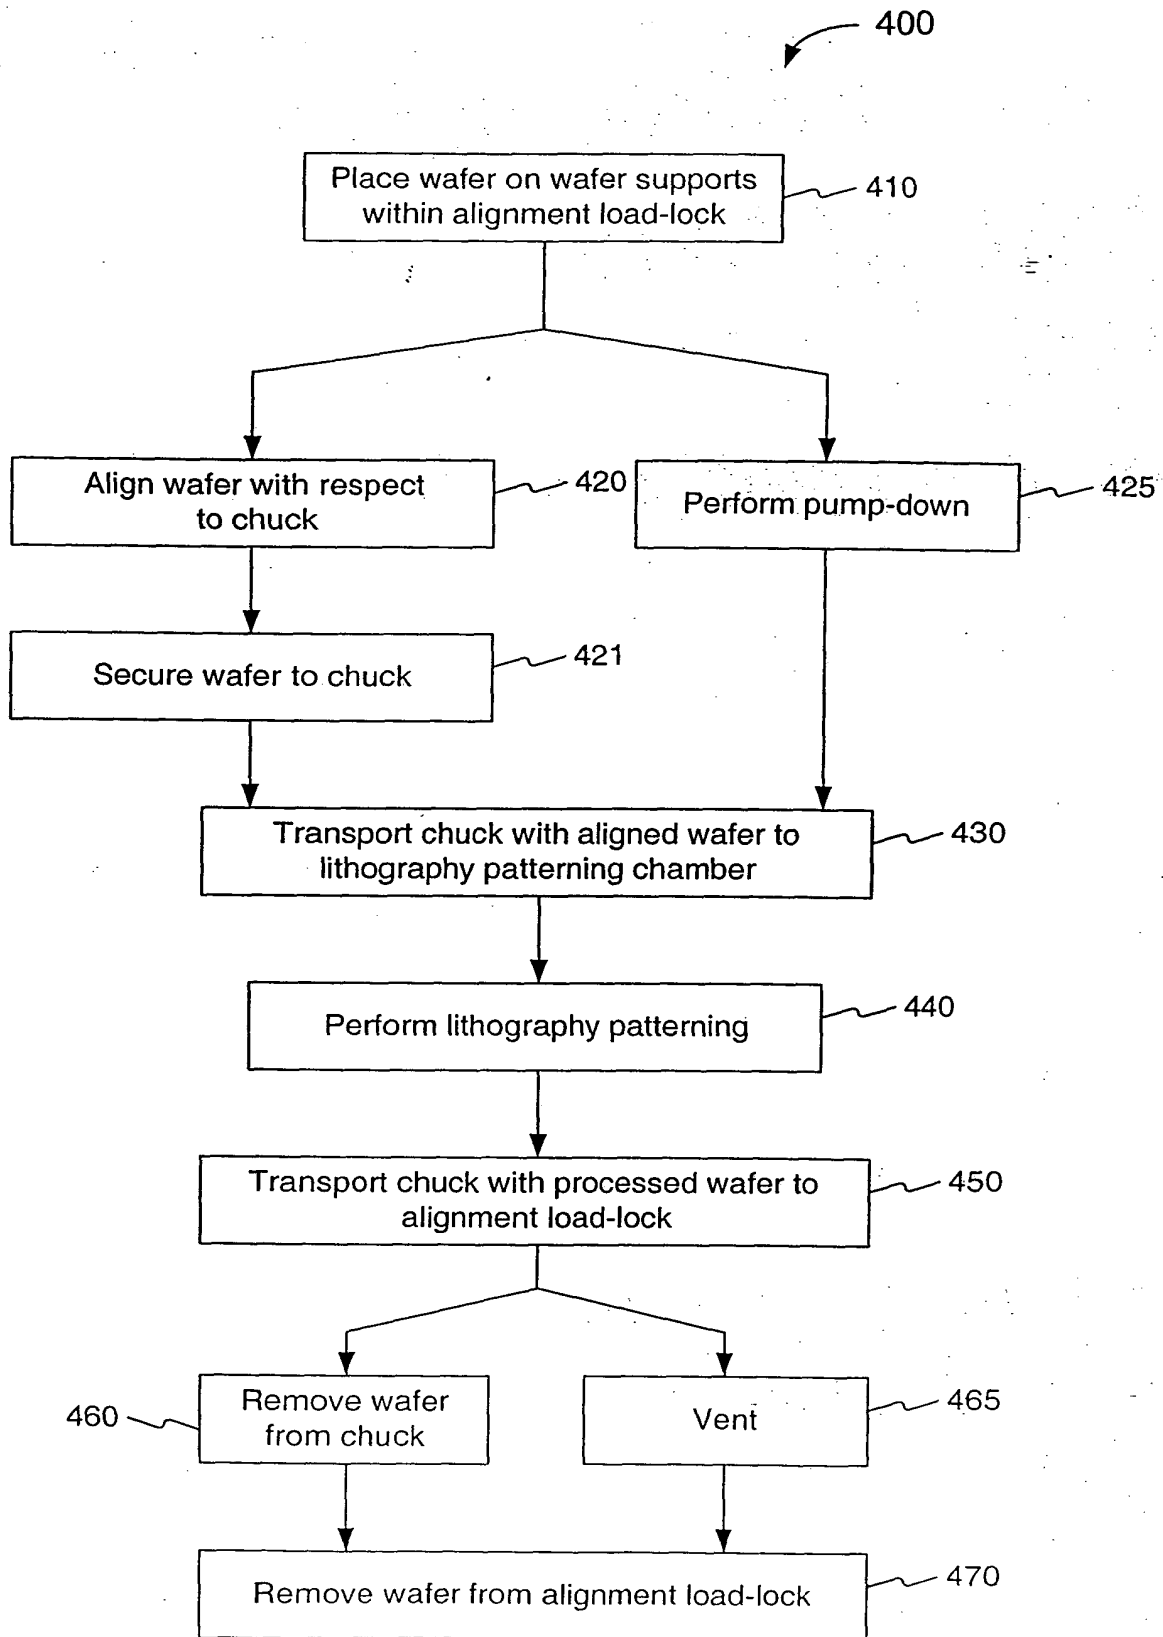 400
Place wafer on wafer supports
within alignment load-lock
410
Align wafer with respect
to chuck
420
Perform pump-down
425
Secure wafer to chuck
421
Transport chuck with aligned wafer to
lithography patterning chamber
430
Perform lithography patterning
440
Transport chuck with processed wafer to
alignment load-lock
450
460
Remove wafer
from chuck
Vent
465
Remove wafer from alignment load-lock
470